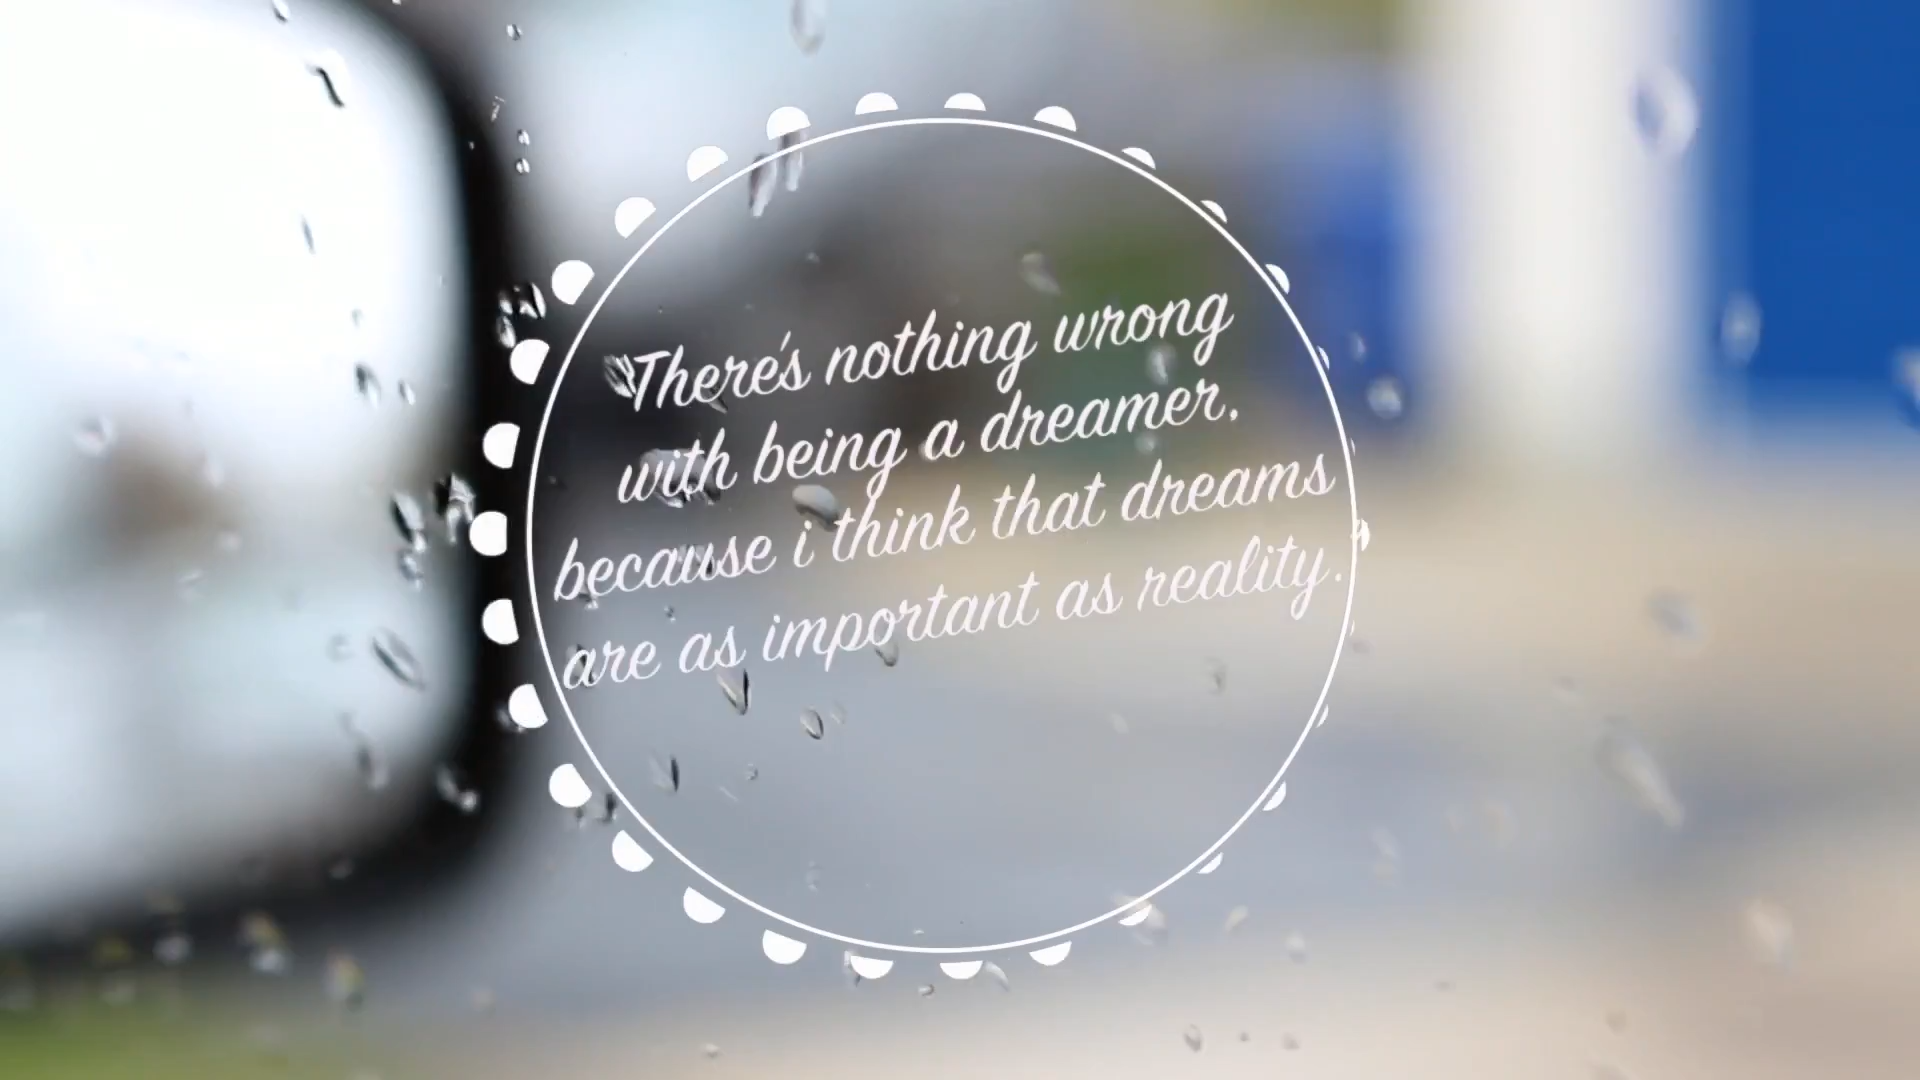 There's nothing wrong
with being a dreamer,
because i think that dreams
are as important as reality.